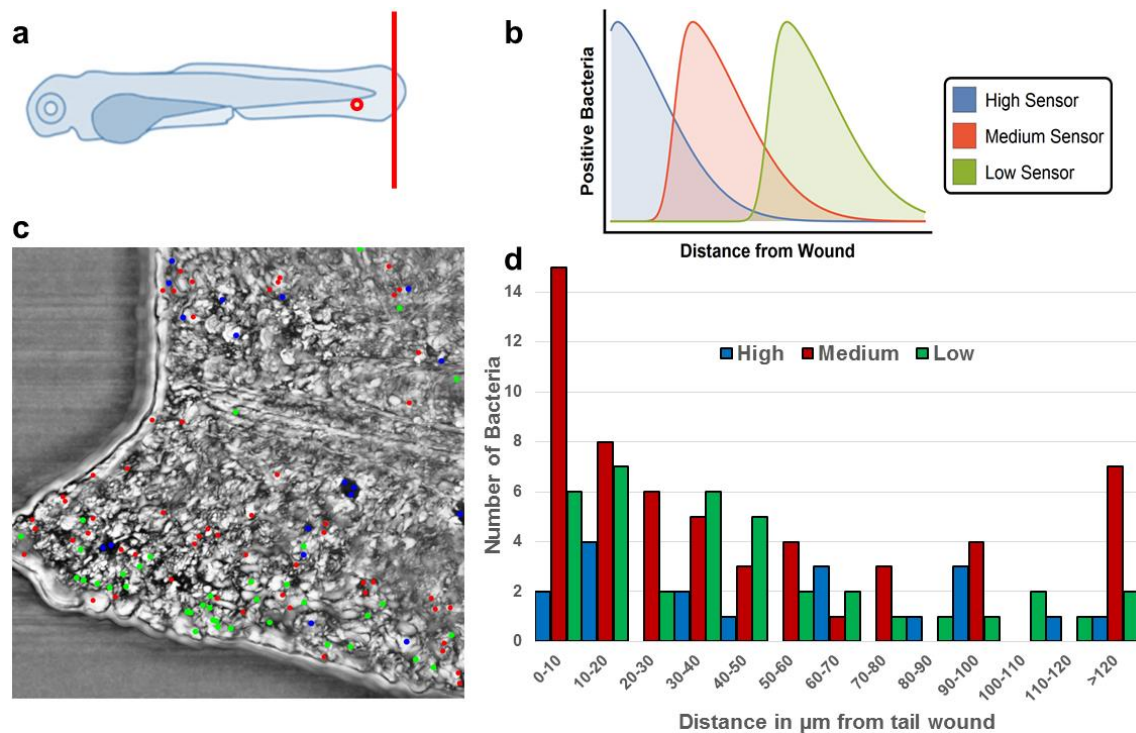 a
b
Positive Bacteria
Distance from Wound
High Sensor
Medium Sensor
Low Sensor
c
d
Number of Bacteria
14
12
10
8
6
4
2
0
High Medium Low
0-10
10-20
20-30
30-40
40-50
50-60
60-70
70-80
80-90
90-100
100-110
110-120
>120
Distance in µm from tail wound